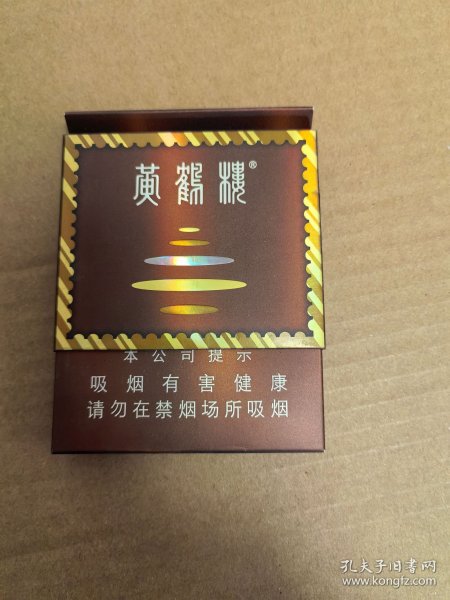 黄鹤楼®
本公司提示
吸烟有害健康
请勿在禁烟场所吸烟
孔夫子旧书网
www.kongfz.com